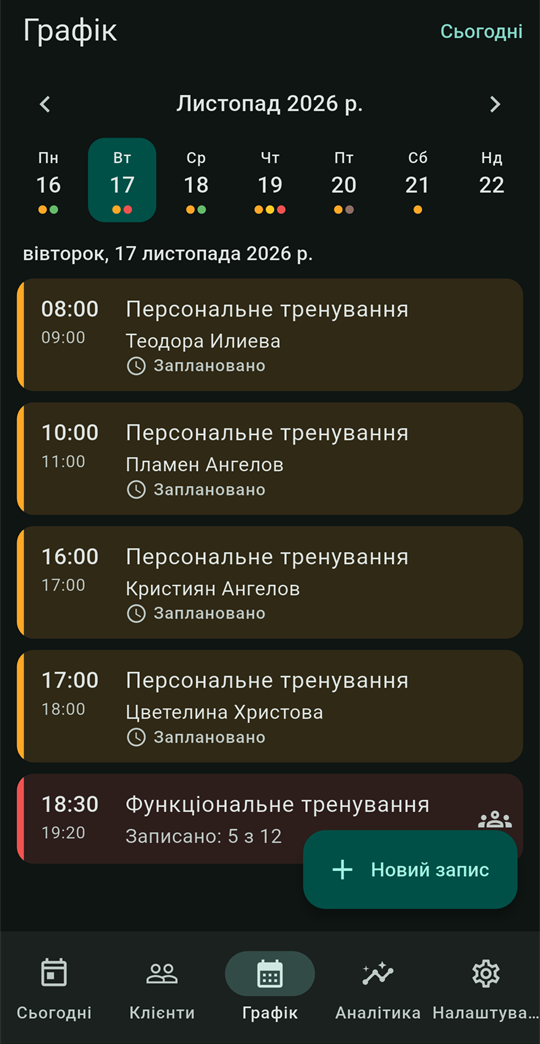 Графік
Сьогодні
Листопад 2026 р.
Пн Вт Ср Чт Пт Сб Нд
16 17 18 19 20 21 22
вівторок, 17 листопада 2026 р.
08:00 Персональне тренування
09:00 Теодора Илиева
Заплановано
10:00 Персональне тренування
11:00 Пламен Ангелов
Заплановано
16:00 Персональне тренування
17:00 Кристиян Ангелов
Заплановано
17:00 Персональне тренування
18:00 Цветелина Христова
Заплановано
18:30 Функціональне тренування
19:20 Записано: 5 з 12
Новий запис
Сьогодні Клієнти Графік Аналітика Налаштува...